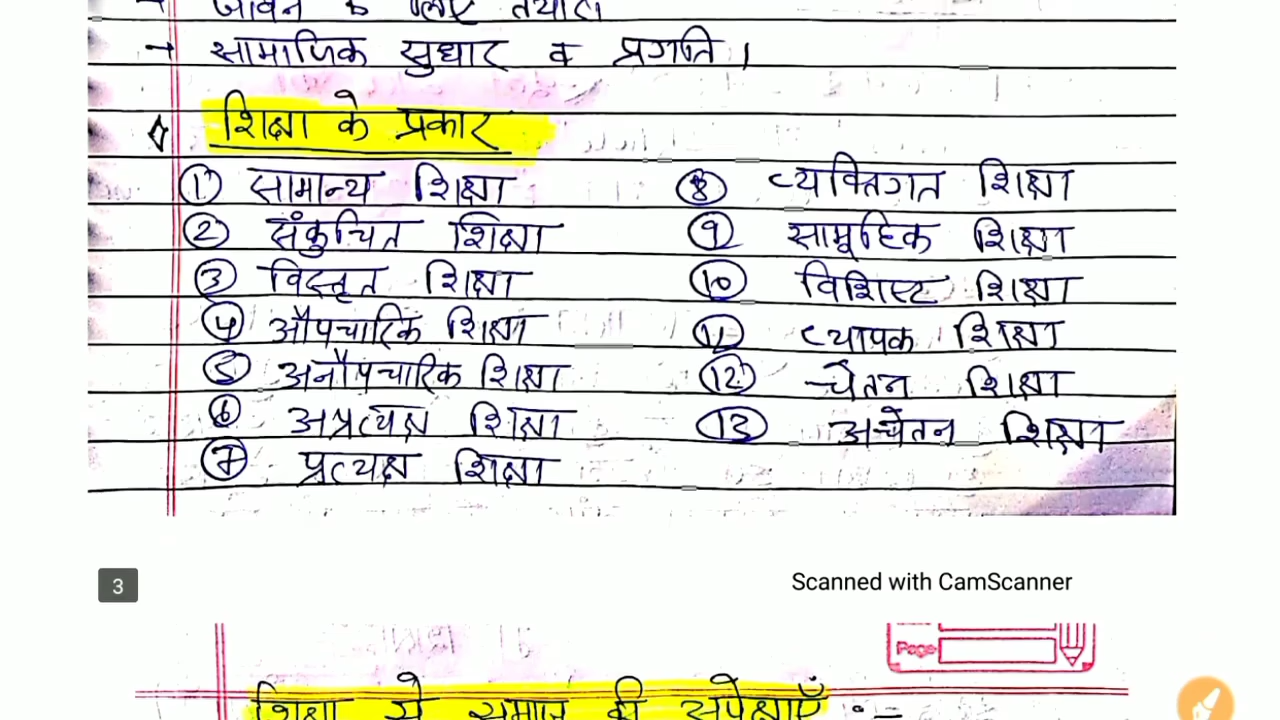 → जीवन के लिए तैयारी
→ सामाजिक सुधार व प्रगति ।
शिक्षा के प्रकार
① सामान्य शिक्षा
② संकुचित शिक्षा
③ विस्तृत शिक्षा
④ औपचारिक शिक्षा
⑤ अनौपचारिक शिक्षा
⑥ अप्रत्यक्ष शिक्षा
⑦ प्रत्यक्ष शिक्षा
⑧ व्यक्तिगत शिक्षा
⑨ सामूहिक शिक्षा
⑩ विशिस्ट शिक्षा
⑪ व्यापक शिक्षा
⑫ चेतन शिक्षा
⑬ अचेतन शिक्षा
3
Scanned with CamScanner
Page
शिक्षा से समाज की अपेक्षाएँ :-